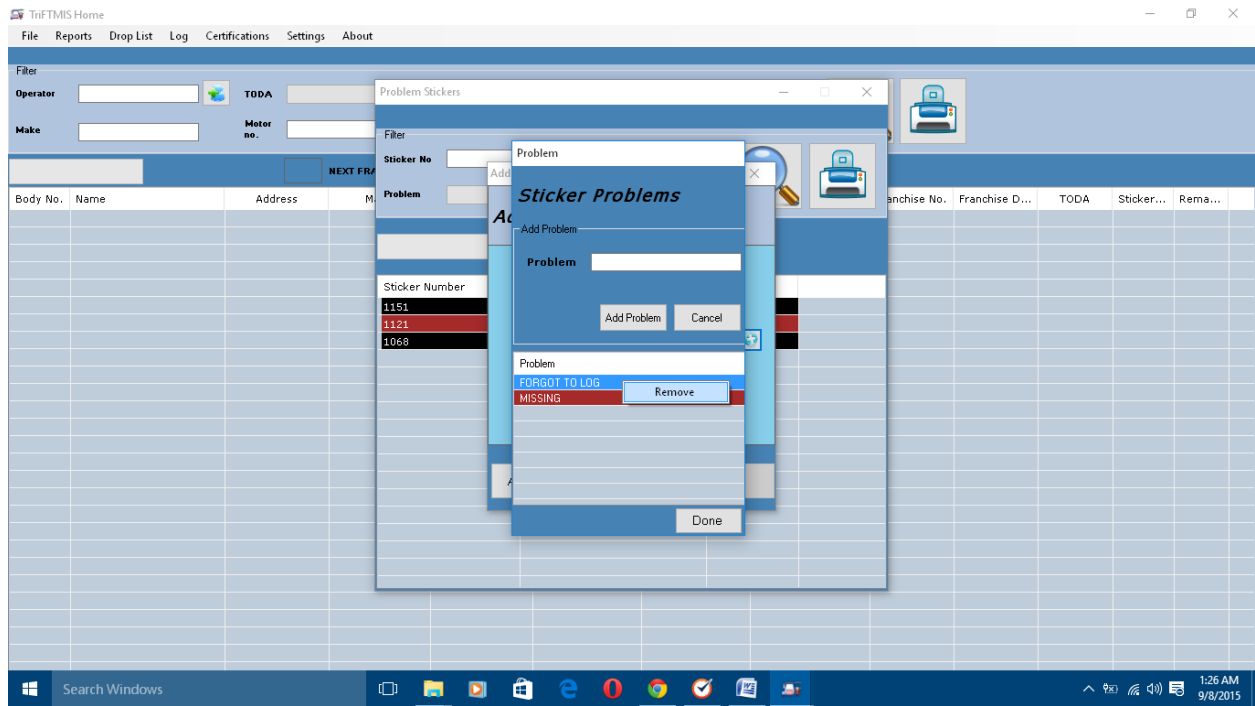 TriFTMIS Home
File Reports Drop List Log Certifications Settings About
Filter
Operator
TODA
Make
Motor no.
NEXT FRA
Body No. Name Address M
anchise No. Franchise D... TODA Sticker... Rema...
Problem Stickers
Filter
Sticker No
Problem
Sticker Number
1151
1121
1068
Add
Problem
Sticker Problems
Add Problem
Problem
Add Problem Cancel
Problem
FORGOT TO LOG
MISSING
Remove
Done
Search Windows
1:26 AM
9/8/2015